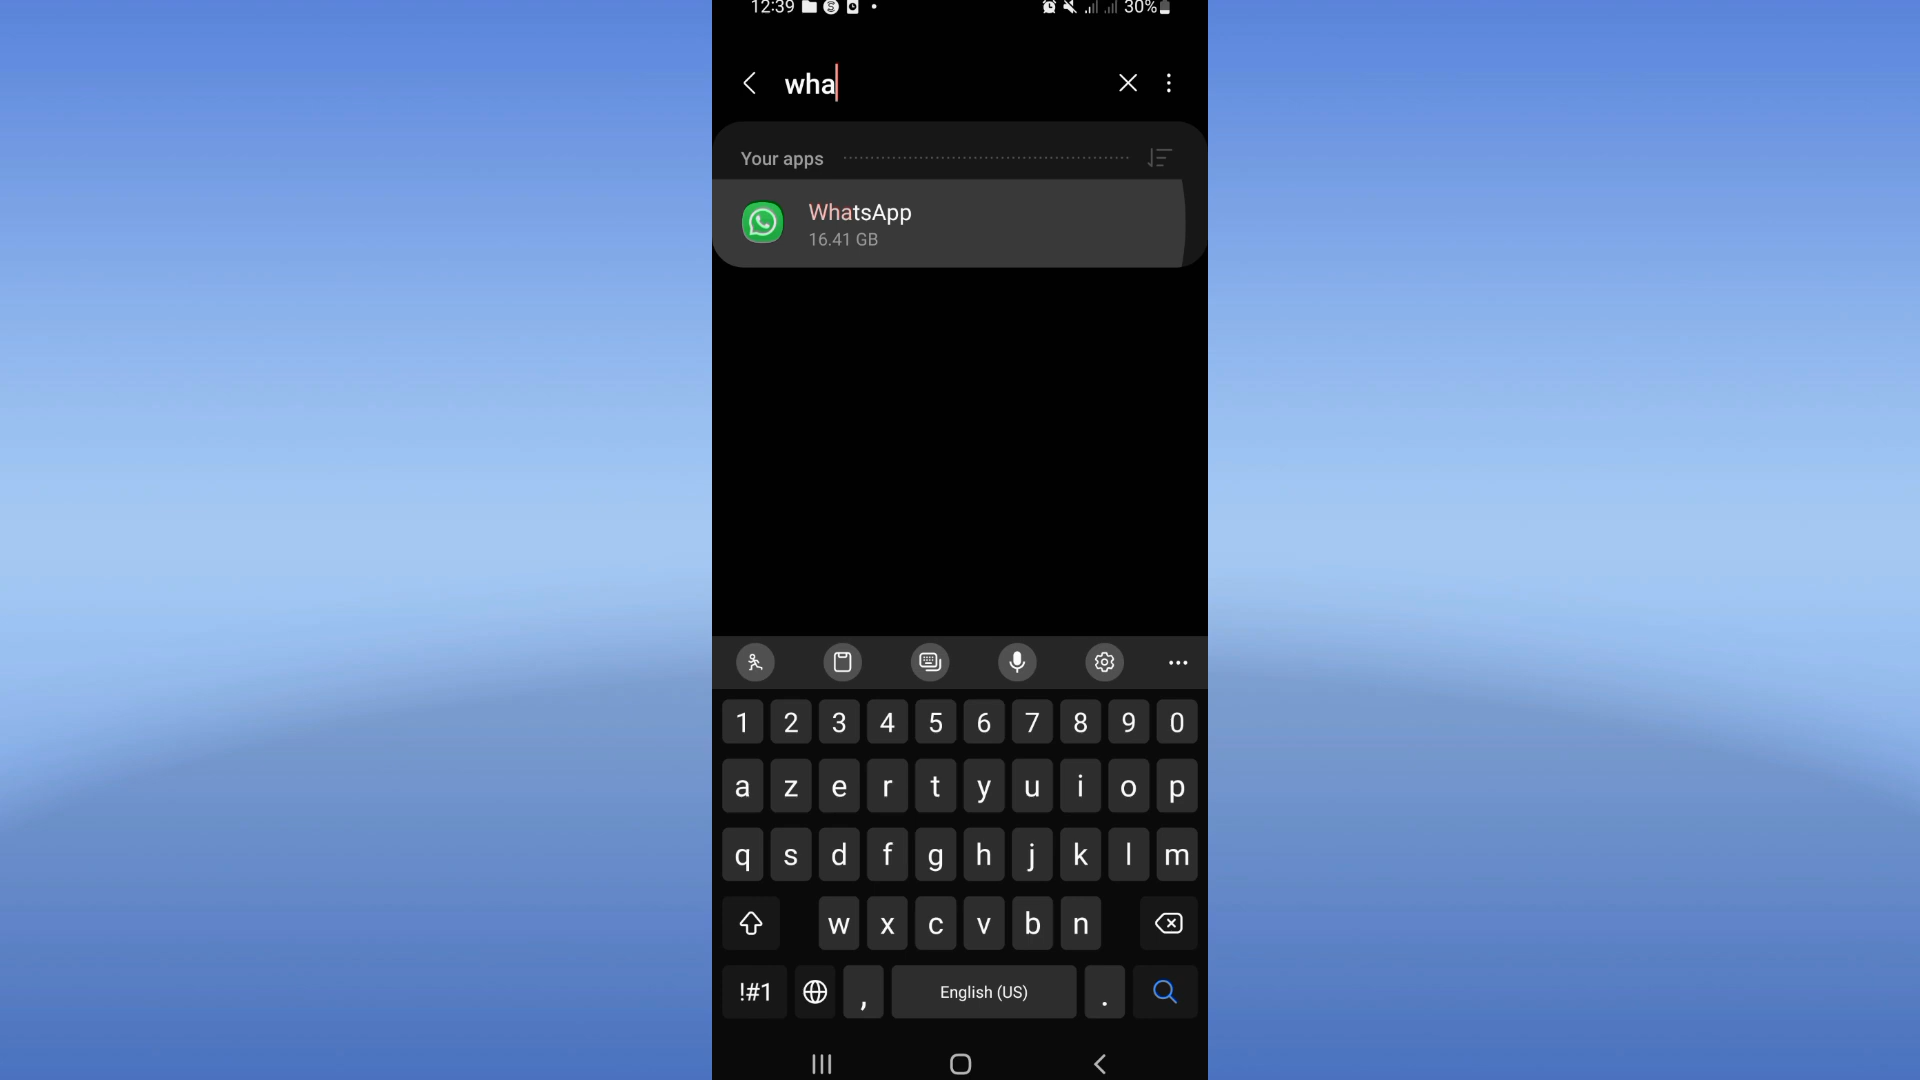 12:39 30%
wha
Your apps
WhatsApp
16.41 GB
1 2 3 4 5 6 7 8 9 0
a z e r t y u i o p
q s d f g h j k l m
w x c v b n
!#1 , English (US) .